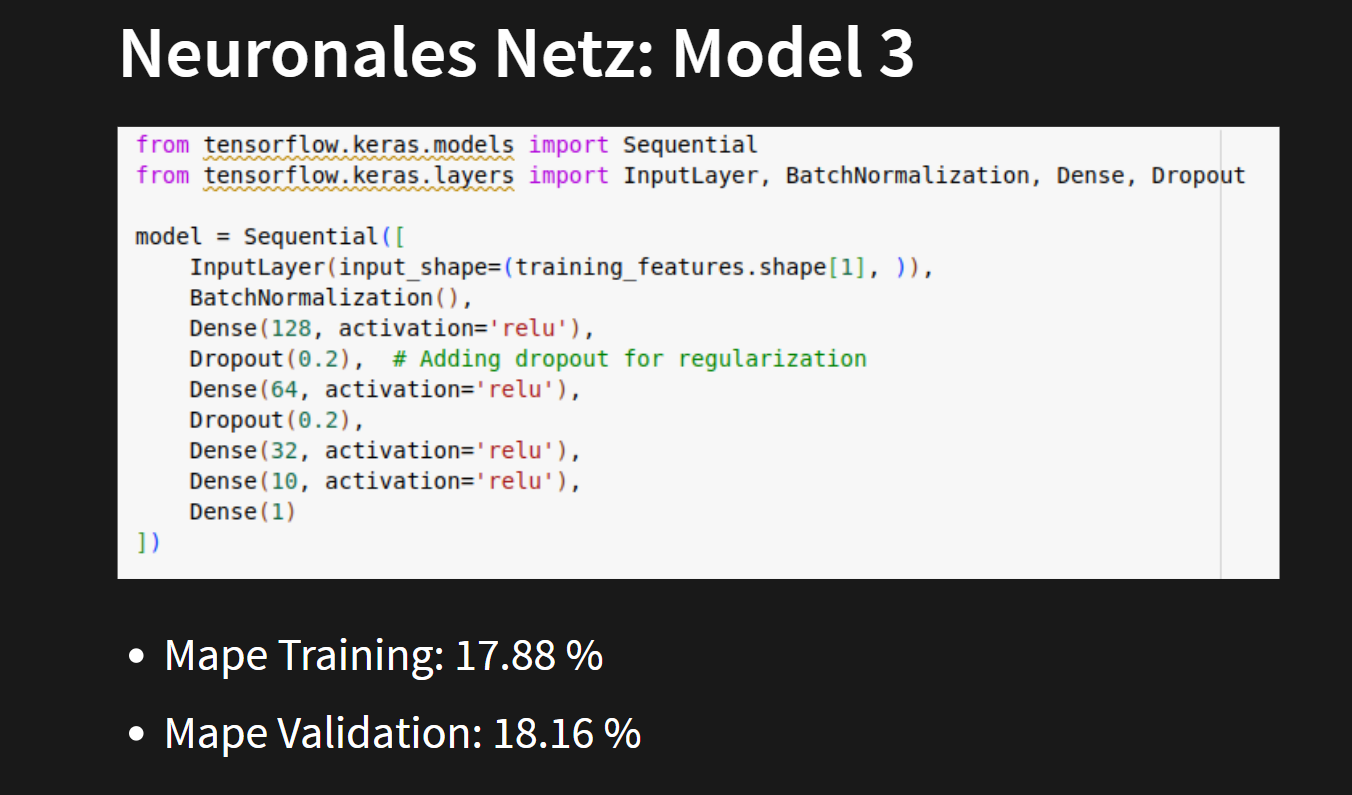 Neuronales Netz: Model 3
from tensorflow.keras.models import Sequential
from tensorflow.keras.layers import InputLayer, BatchNormalization, Dense, Dropout
model = Sequential([
    InputLayer(input_shape=(training_features.shape[1], )),
    BatchNormalization(),
    Dense(128, activation='relu'),
    Dropout(0.2),  # Adding dropout for regularization
    Dense(64, activation='relu'),
    Dropout(0.2),
    Dense(32, activation='relu'),
    Dense(10, activation='relu'),
    Dense(1)
])
• Mape Training: 17.88 %
• Mape Validation: 18.16 %